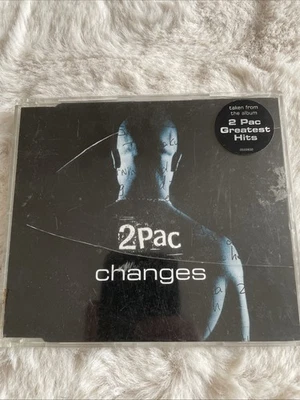 taken from
the album
2 Pac
Greatest
Hits
2Pac
changes